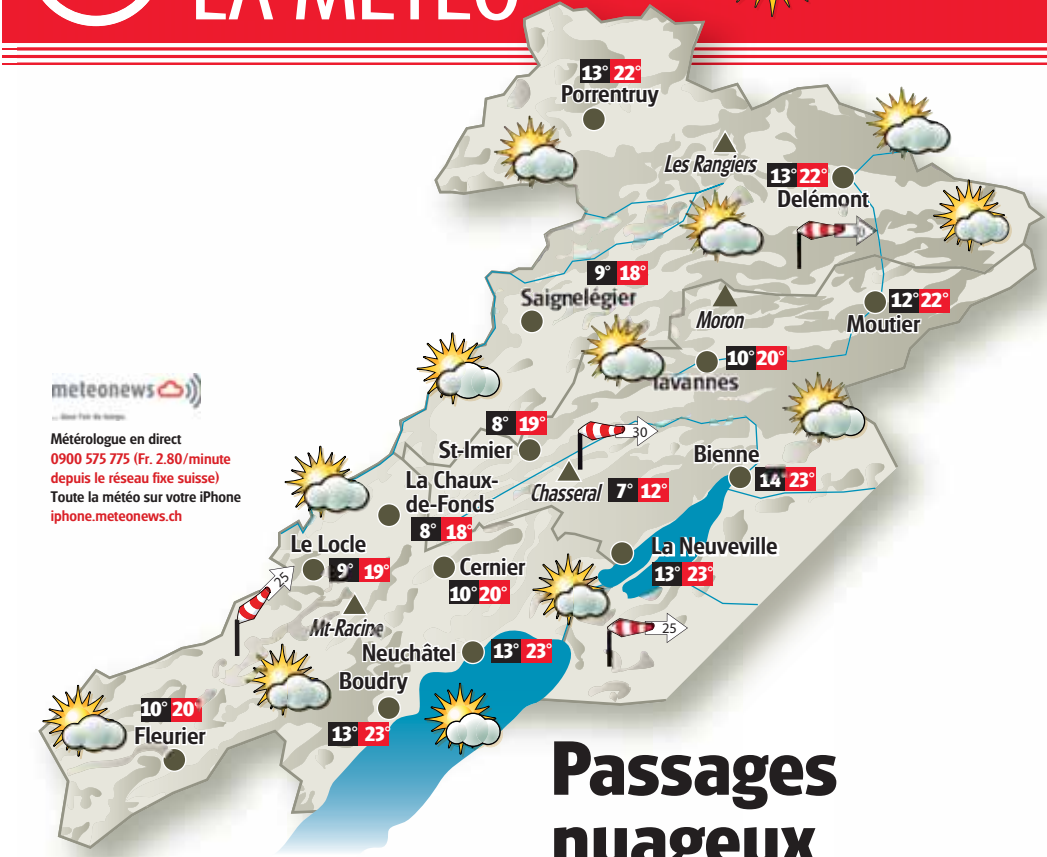 LA METEO
13° 22°
Porrentruy
Les Rangiers
13° 22°
Delémont
9° 18°
Saignelégier
Moron
12° 22°
Moutier
10° 20°
Tavannes
meteonews
Météorologue en direct
0900 575 775 (Fr. 2.80/minute
depuis le réseau fixe suisse)
Toute la météo sur votre iPhone
iphone.meteonews.ch
8° 19°
St-Imier
30
Bienne
14° 23°
Chasseral 7° 12°
La Chaux-
de-Fonds
8° 18°
Le Locle
9° 19°
25
Cernier
10° 20°
La Neuveville
13° 23°
Mt-Racine
25
Neuchâtel 13° 23°
Boudry
13° 23°
10° 20°
Fleurier
Passages
nuageux